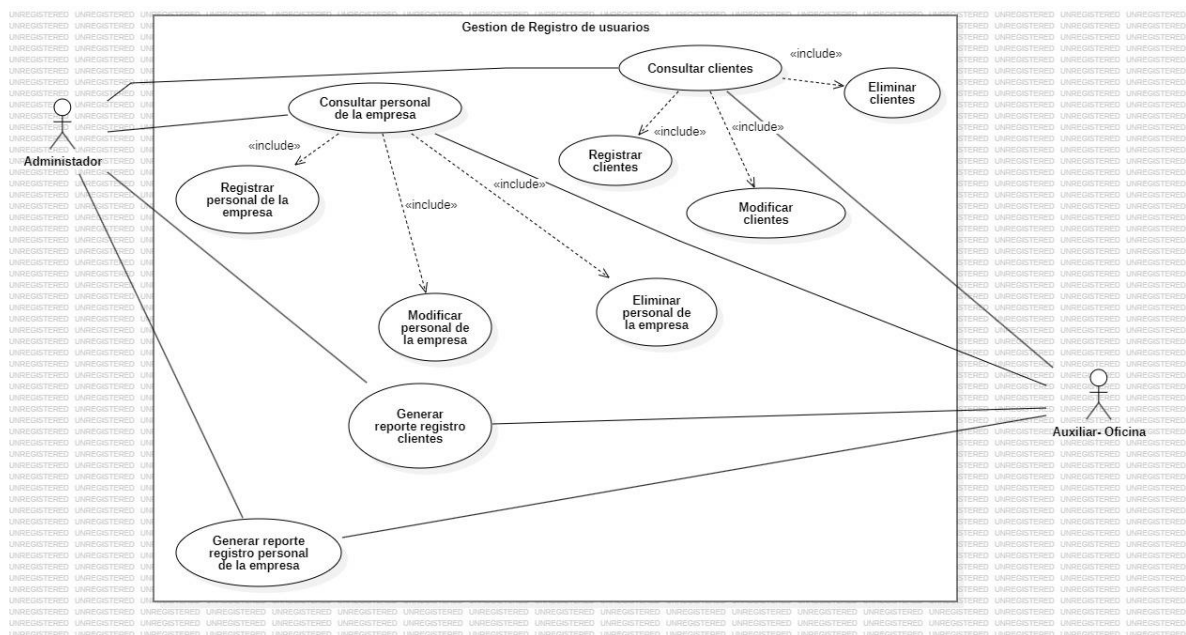 Gestion de Registro de usuarios
Consultar clientes
«include»
Eliminar
clientes
Consultar personal
de la empresa
«include»
«include»
Administador
«include»
Registrar
clientes
Registrar
personal de la
empresa
«include»
«include»
Modificar
clientes
Modificar
personal de
la empresa
Eliminar
personal de
la empresa
Generar
reporte registro
clientes
Auxiliar- Oficina
Generar reporte
registro personal
de la empresa
UNREGISTERED